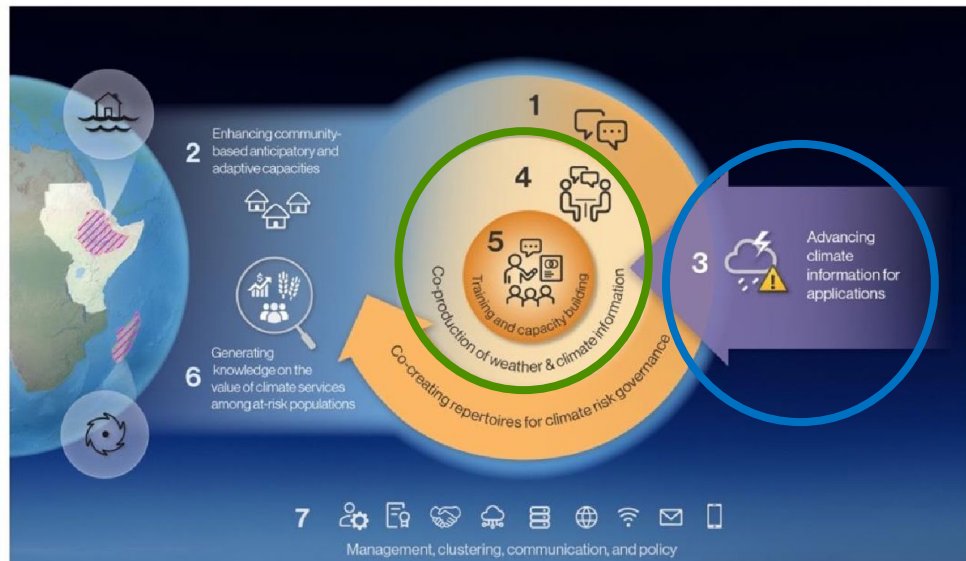 1
2
Enhancing community-
based anticipatory and
adaptive capacities
4
5
Training and capacity building
Co-production of weather & climate information
Co-creating repertoires for climate risk governance
3
Advancing
climate
information for
applications
6
Generating
knowledge on the
value of climate services
among at-risk populations
7
Management, clustering, communication, and policy